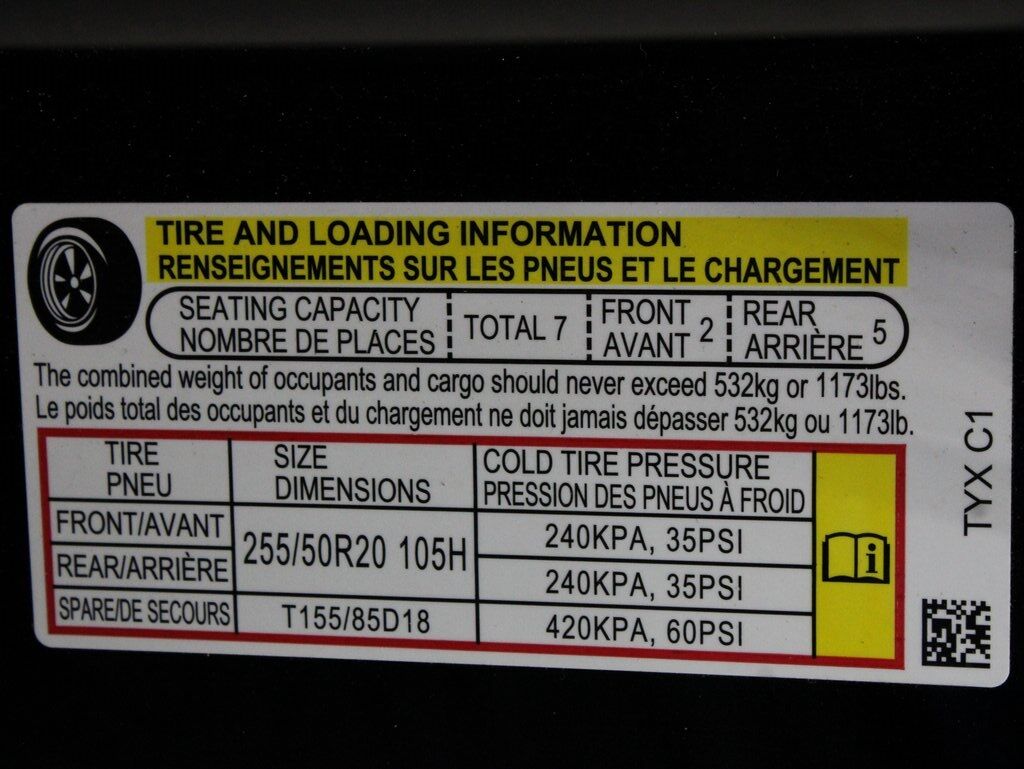 TIRE AND LOADING INFORMATION
RENSEIGNEMENTS SUR LES PNEUS ET LE CHARGEMENT
SEATING CAPACITY
NOMBRE DE PLACES
TOTAL 7
FRONT
AVANT 2
REAR
ARRIÈRE 5
The combined weight of occupants and cargo should never exceed 532kg or 1173lbs.
Le poids total des occupants et du chargement ne doit jamais dépasser 532kg ou 1173lb.
TIRE
PNEU
SIZE
DIMENSIONS
COLD TIRE PRESSURE
PRESSION DES PNEUS À FROID
FRONT/AVANT
255/50R20 105H
240KPA, 35PSI
REAR/ARRIÈRE
240KPA, 35PSI
SPARE/DE SECOURS
T155/85D18
420KPA, 60PSI
i
TYX C1